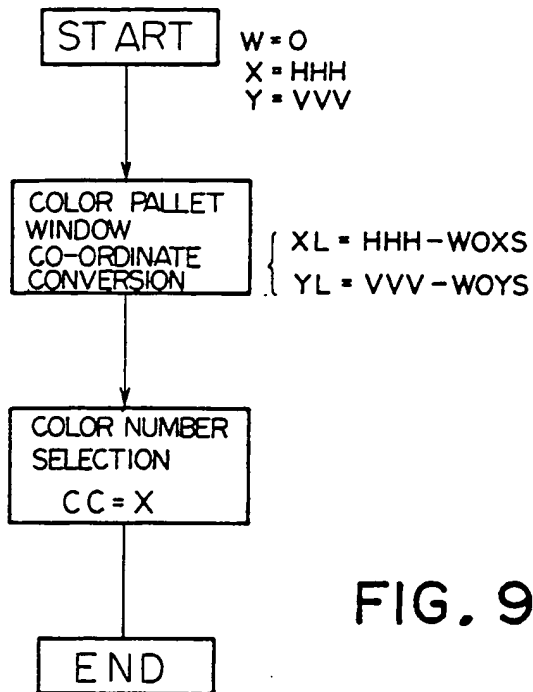 START
W = 0
X = HHH
Y = VVV
COLOR PALLET
WINDOW
CO-ORDINATE
CONVERSION
XL = HHH-WOXS
YL = VVV-WOYS
COLOR NUMBER
SELECTION
CC = X
END
FIG. 9